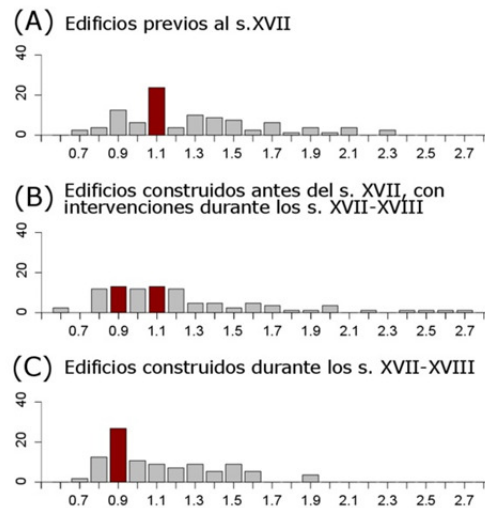 (A) Edificios previos al s.XVII
40
20
0
0.7 0.9 1.1 1.3 1.5 1.7 1.9 2.1 2.3 2.5 2.7
(B) Edificios construidos antes del s. XVII, con
intervenciones durante los s. XVII-XVIII
40
20
0
0.7 0.9 1.1 1.3 1.5 1.7 1.9 2.1 2.3 2.5 2.7
(C) Edificios construidos durante los s. XVII-XVIII
40
20
0
0.7 0.9 1.1 1.3 1.5 1.7 1.9 2.1 2.3 2.5 2.7